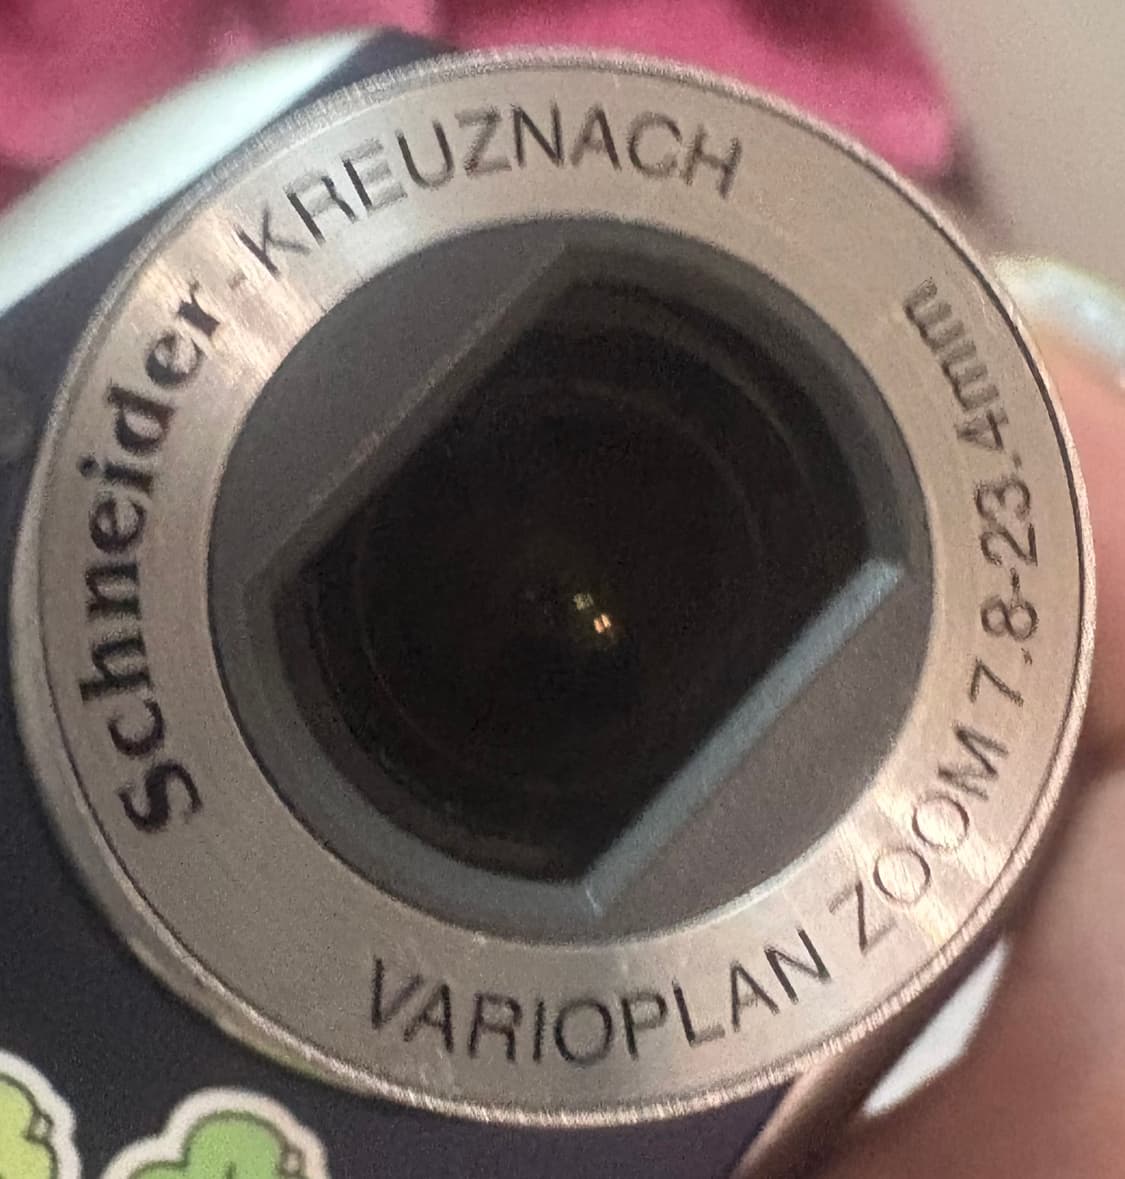 Schneider-KREUZNACH
VARIOPLAN ZOOM 7,8-23.4mm